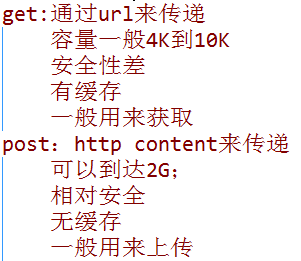 get:通过url来传递
容量一般4K到10K
安全性差
有缓存
一般用来获取
post: http content来传递
可以到达2G;
相对安全
无缓存
一般用来上传